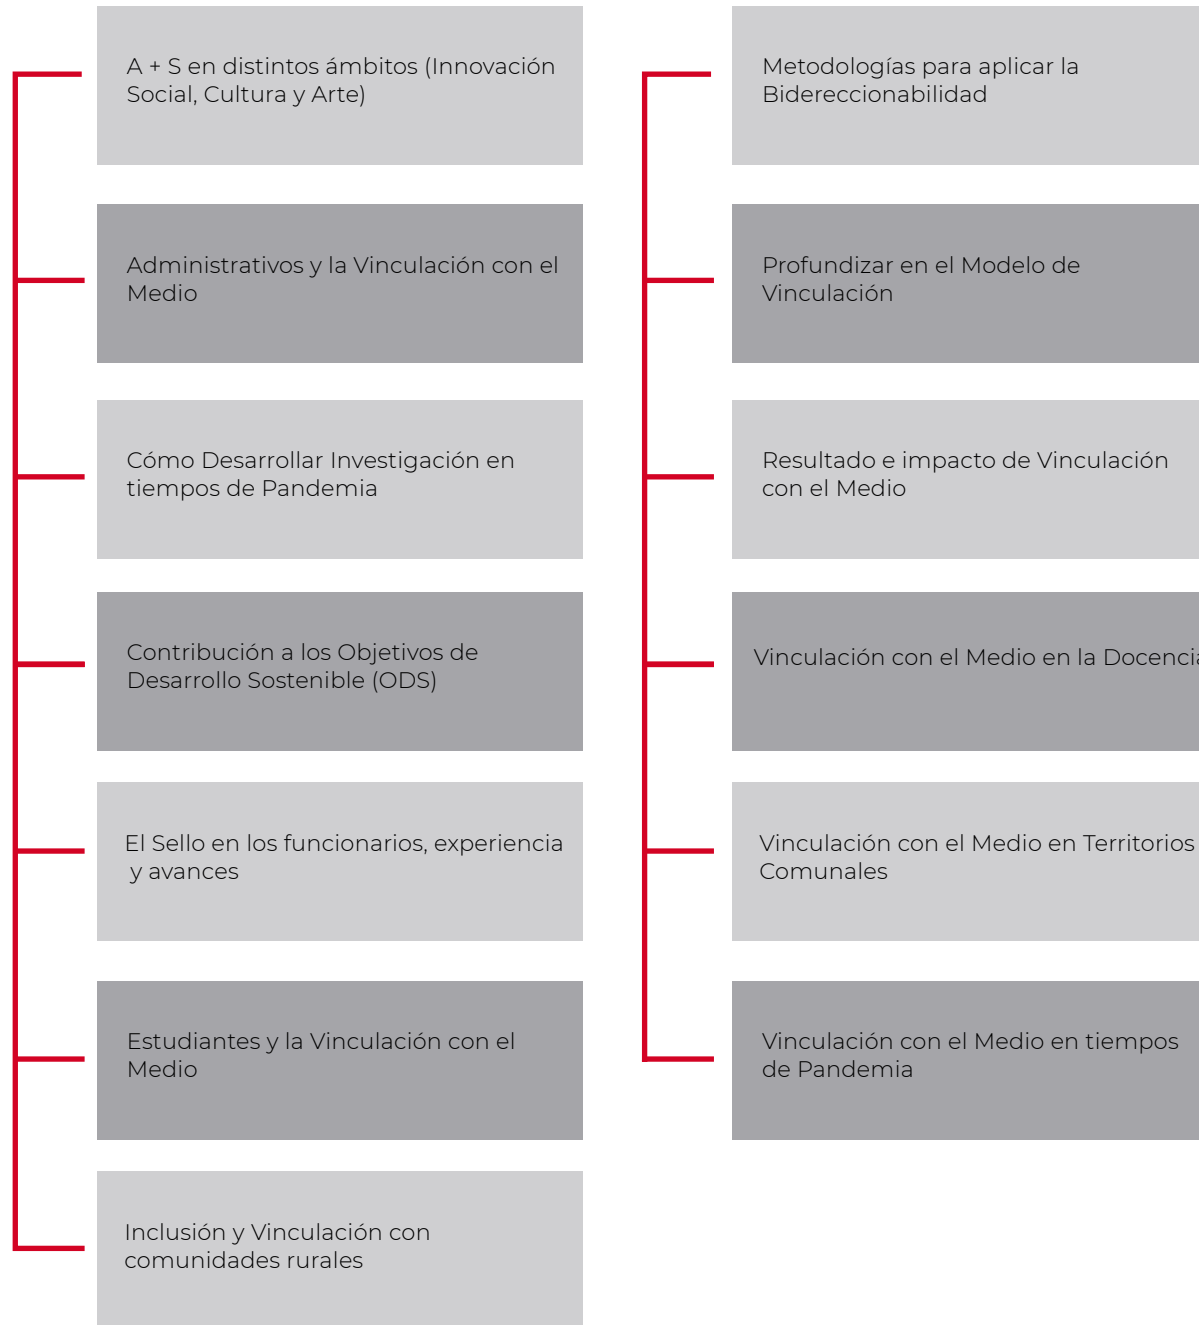 A + S en distintos ámbitos (Innovación
Social, Cultura y Arte)
Administrativos y la Vinculación con el
Medio
Cómo Desarrollar Investigación en
tiempos de Pandemia
Contribución a los Objetivos de
Desarrollo Sostenible (ODS)
El Sello en los funcionarios, experiencia
y avances
Estudiantes y la Vinculación con el
Medio
Inclusión y Vinculación con
comunidades rurales
Metodologías para aplicar la
Bidereccionabilidad
Profundizar en el Modelo de
Vinculación
Resultado e impacto de Vinculación
con el Medio
Vinculación con el Medio en la Docencia
Vinculación con el Medio en Territorios
Comunales
Vinculación con el Medio en tiempos
de Pandemia